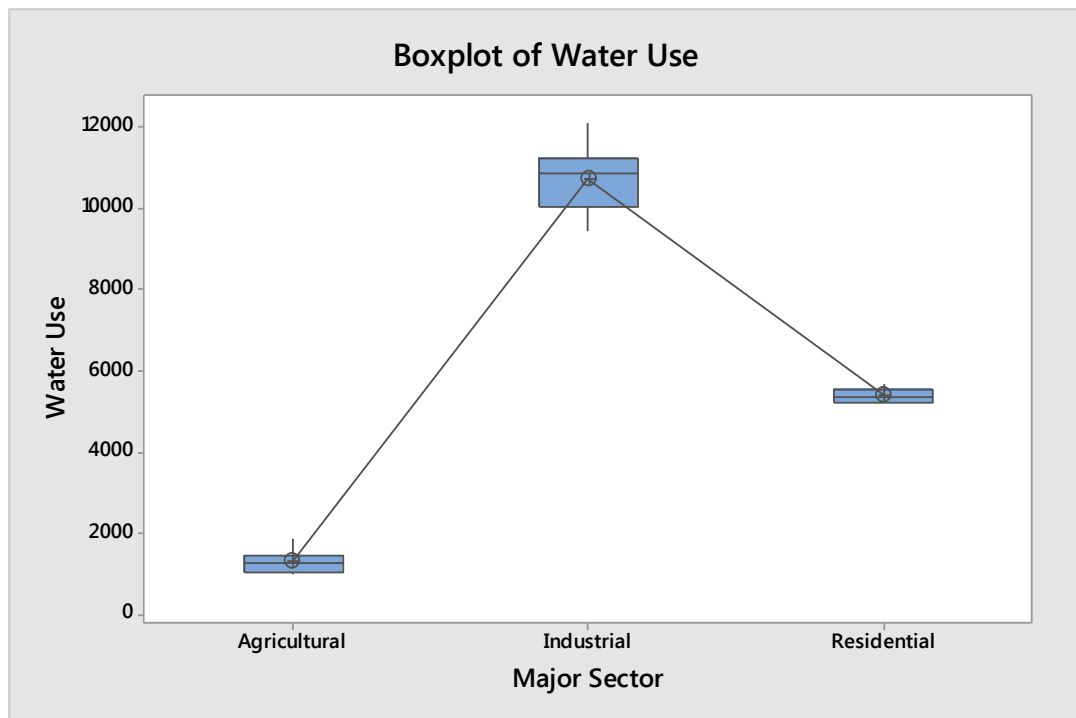 Boxplot of Water Use
12000
10000
8000
6000
4000
2000
0
Water Use
Agricultural Industrial Residential
Major Sector